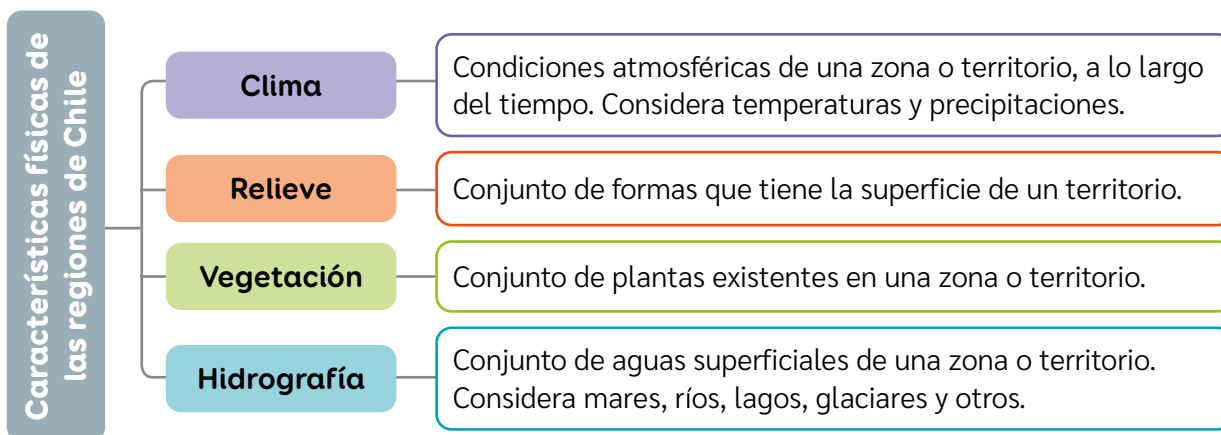 Características físicas de
las regiones de Chile
Clima
Condiciones atmosféricas de una zona o territorio, a lo largo
del tiempo. Considera temperaturas y precipitaciones.
Relieve
Conjunto de formas que tiene la superficie de un territorio.
Vegetación
Conjunto de plantas existentes en una zona o territorio.
Hidrografía
Conjunto de aguas superficiales de una zona o territorio.
Considera mares, ríos, lagos, glaciares y otros.